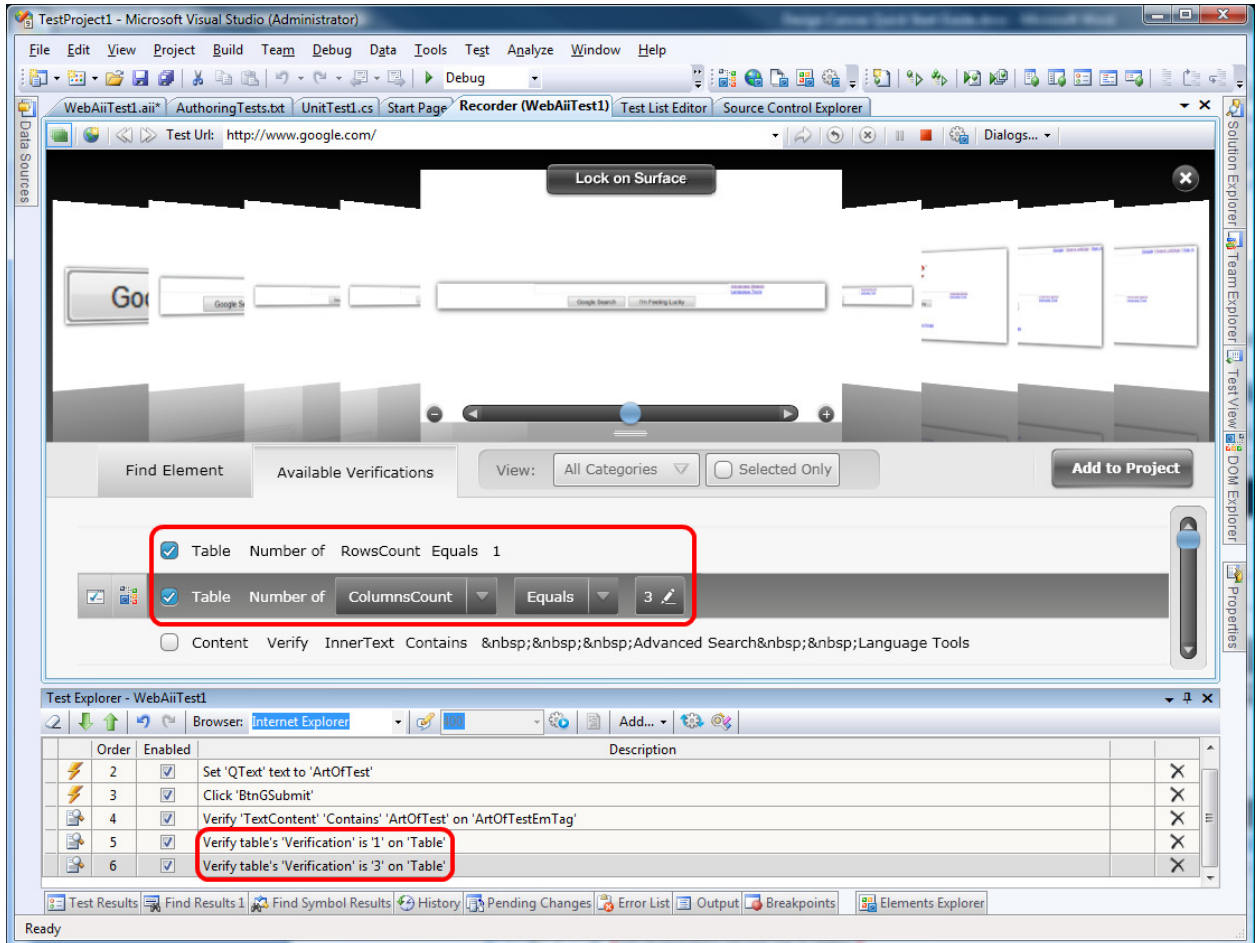 TestProject1 - Microsoft Visual Studio (Administrator)
File Edit View Project Build Team Debug Data Tools Test Analyze Window Help
Debug
WebAiiTest1.aii* AuthoringTests.txt UnitTest1.cs Start Page Recorder (WebAiiTest1) Test List Editor Source Control Explorer
Data Sources
Test Url: http://www.google.com/ Dialogs...
Lock on Surface
Goo
Google Se
Google Search I'm Feeling Lucky
Advanced Search
Language Tools
Solution Explorer
Team Explorer
Test View
DOM Explorer
Properties
Find Element Available Verifications View: All Categories Selected Only Add to Project
Table Number of RowsCount Equals 1
Table Number of ColumnsCount Equals 3
Content Verify InnerText Contains &nbsp;&nbsp;&nbsp;Advanced Search&nbsp;&nbsp;Language Tools
Test Explorer - WebAiiTest1
Browser: Internet Explorer 100 Add...
Order Enabled Description
2 Set 'QText' text to 'ArtOfTest'
3 Click 'BtnGSubmit'
4 Verify 'TextContent' 'Contains' 'ArtOfTest' on 'ArtOfTestEmTag'
5 Verify table's 'Verification' is '1' on 'Table'
6 Verify table's 'Verification' is '3' on 'Table'
Test Results Find Results 1 Find Symbol Results History Pending Changes Error List Output Breakpoints Elements Explorer
Ready